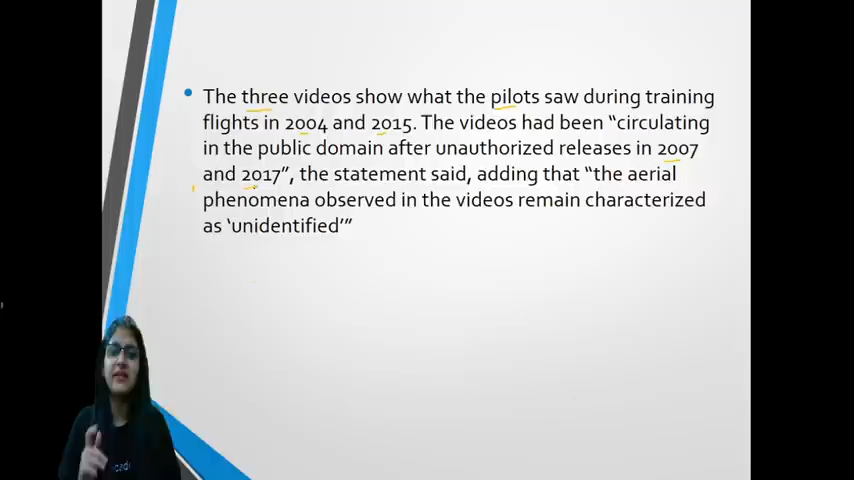 The three videos show what the pilots saw during training
flights in 2004 and 2015. The videos had been “circulating
in the public domain after unauthorized releases in 2007
and 2017”, the statement said, adding that “the aerial
phenomena observed in the videos remain characterized
as ‘unidentified’”